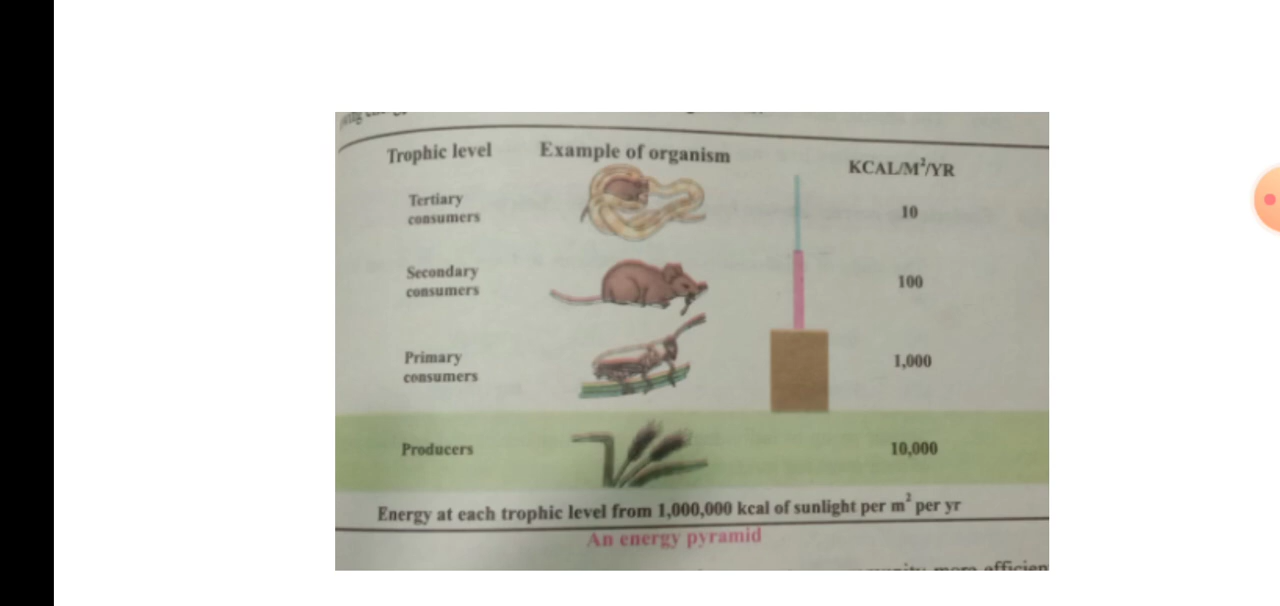 Trophic level Example of organism KCAL/M²/YR
Tertiary
consumers 10
Secondary
consumers 100
Primary
consumers 1,000
Producers 10,000
Energy at each trophic level from 1,000,000 kcal of sunlight per m² per yr
An energy pyramid
more efficien